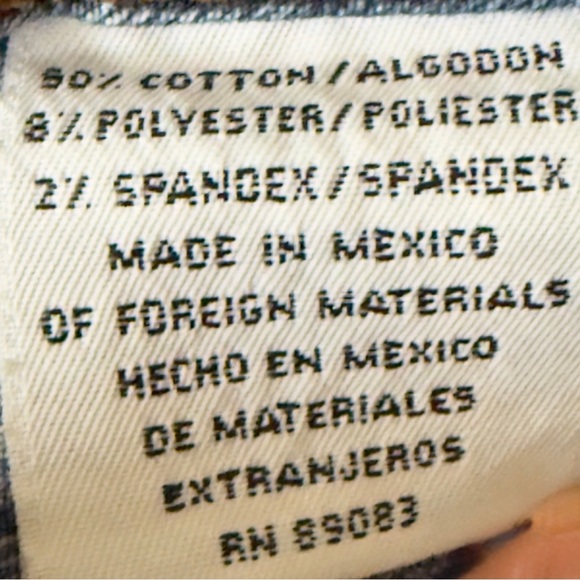 90% COTTON/ALGODON
8% POLYESTER/POLIESTER
2% SPANDEX/SPANDEX
MADE IN MEXICO
OF FOREIGN MATERIALS
HECHO EN MEXICO
DE MATERIALES
EXTRANJEROS
RN 89083